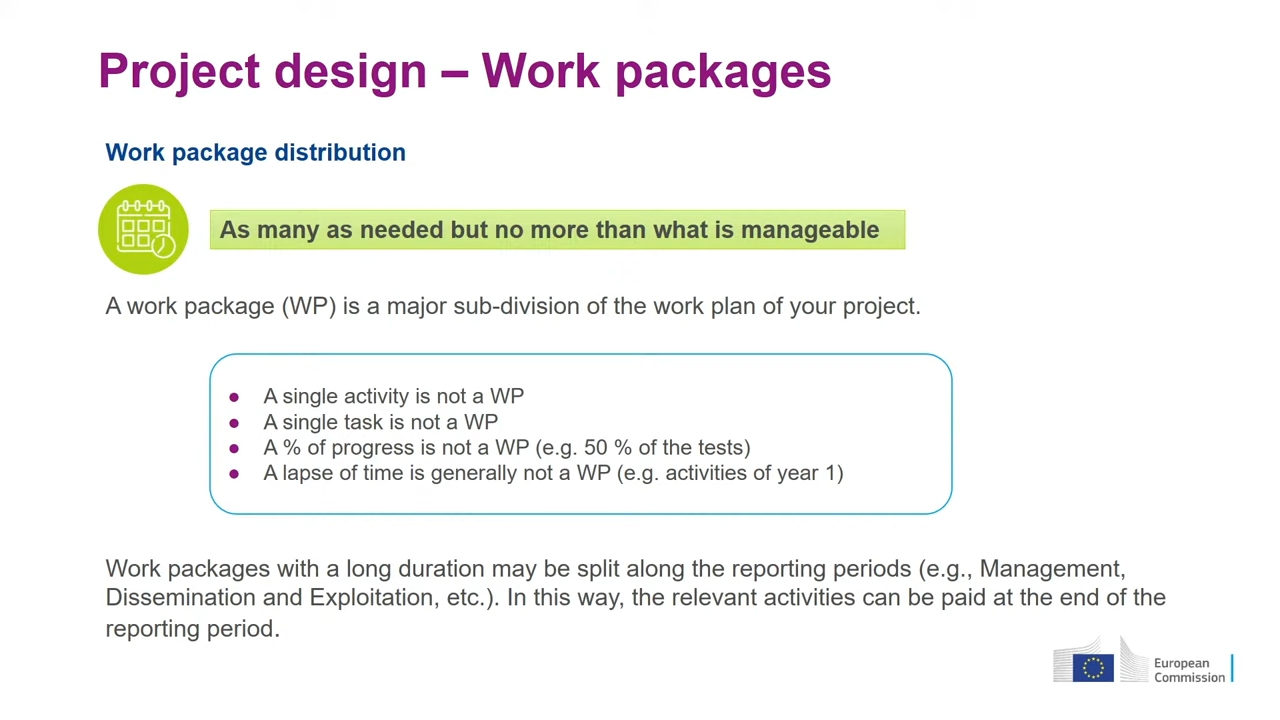 Project design – Work packages
Work package distribution
As many as needed but no more than what is manageable
A work package (WP) is a major sub-division of the work plan of your project.
● A single activity is not a WP
● A single task is not a WP
● A % of progress is not a WP (e.g. 50 % of the tests)
● A lapse of time is generally not a WP (e.g. activities of year 1)
Work packages with a long duration may be split along the reporting periods (e.g., Management,
Dissemination and Exploitation, etc.). In this way, the relevant activities can be paid at the end of the
reporting period.
European
Commission